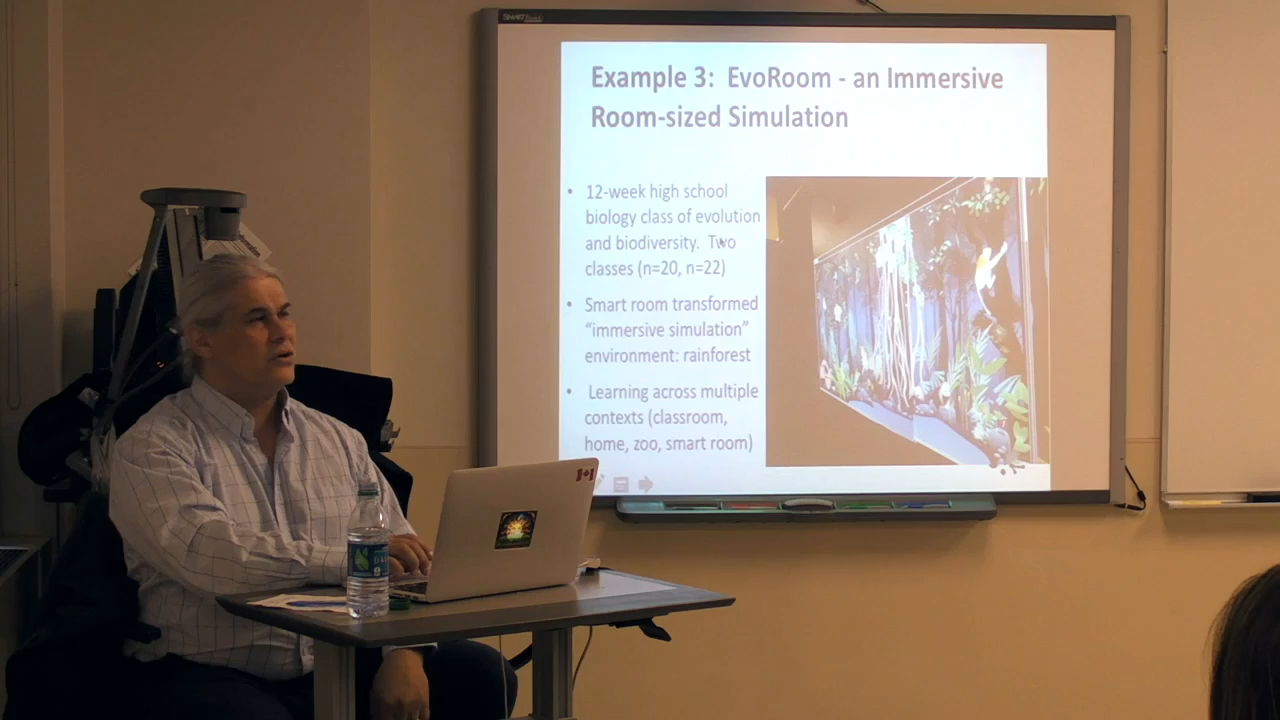 SMART
Example 3: EvoRoom - an Immersive
Room-sized Simulation
• 12-week high school
biology class of evolution
and biodiversity. Two
classes (n=20, n=22)
• Smart room transformed
“immersive simulation”
environment: rainforest
• Learning across multiple
contexts (classroom,
home, zoo, smart room)